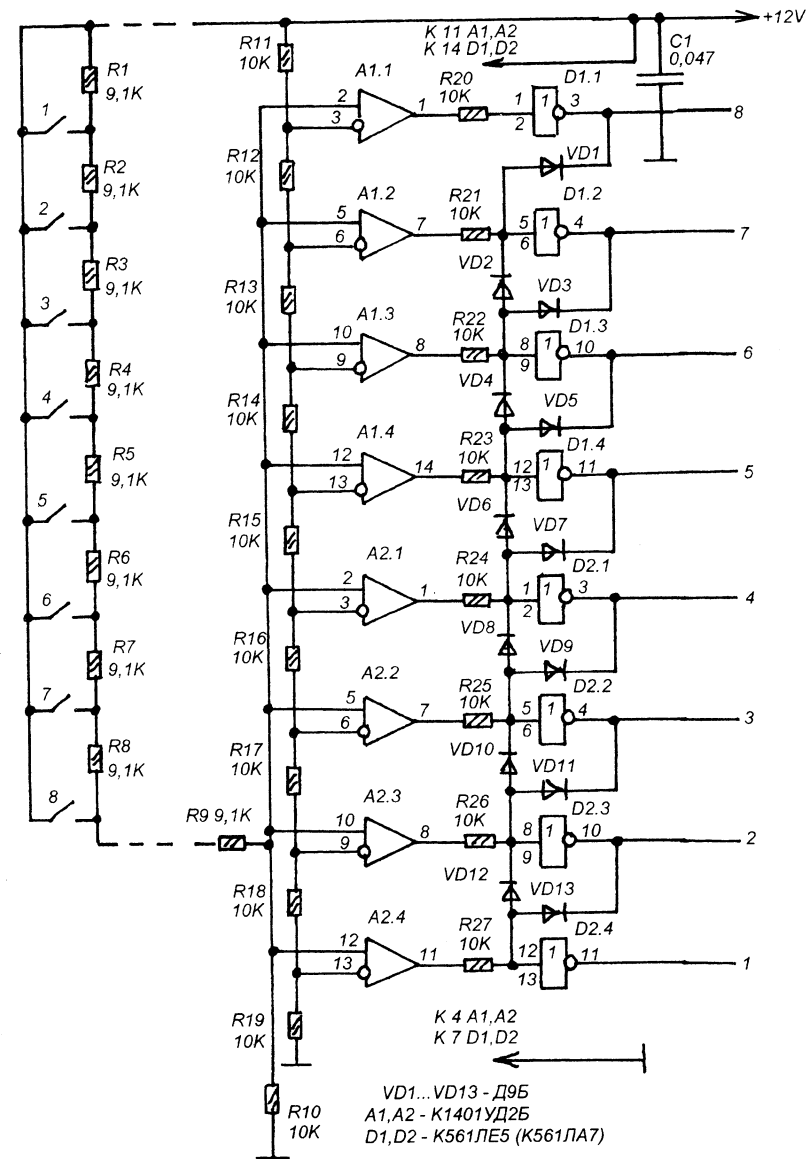 +12V
K 11 A1,A2
K 14 D1,D2
C1
0,047
R11
10K
R1
9,1K
A1.1
R20
10K
D1.1
2
3
1
1
2
1
3
8
1
R12
10K
VD1
R2
9,1K
A1.2
R21
10K
D1.2
5
6
7
5
6
1
4
7
2
VD2
R3
9,1K
R13
10K
VD3
A1.3
R22
10K
D1.3
3
10
9
8
8
9
1
10
6
R4
9,1K
VD4
R14
10K
VD5
4
A1.4
R23
10K
D1.4
12
13
14
12
13
1
11
5
R5
9,1K
5
VD6
R15
10K
VD7
R6
9,1K
A2.1
R24
10K
D2.1
2
3
1
1
2
1
3
4
6
VD8
R16
10K
VD9
R7
9,1K
A2.2
R25
10K
D2.2
7
5
6
7
5
6
1
4
3
R8
9,1K
R17
10K
VD10
VD11
8
A2.3
R26
10K
D2.3
R9 9,1K
10
9
8
8
9
1
10
2
VD12
R18
10K
VD13
A2.4
R27
10K
D2.4
12
13
11
12
13
1
11
1
R19
10K
K 4 A1,A2
K 7 D1,D2
R10
10K
VD1...VD13 - Д9Б
A1,A2 - К1401УД2Б
D1,D2 - К561ЛЕ5 (К561ЛА7)